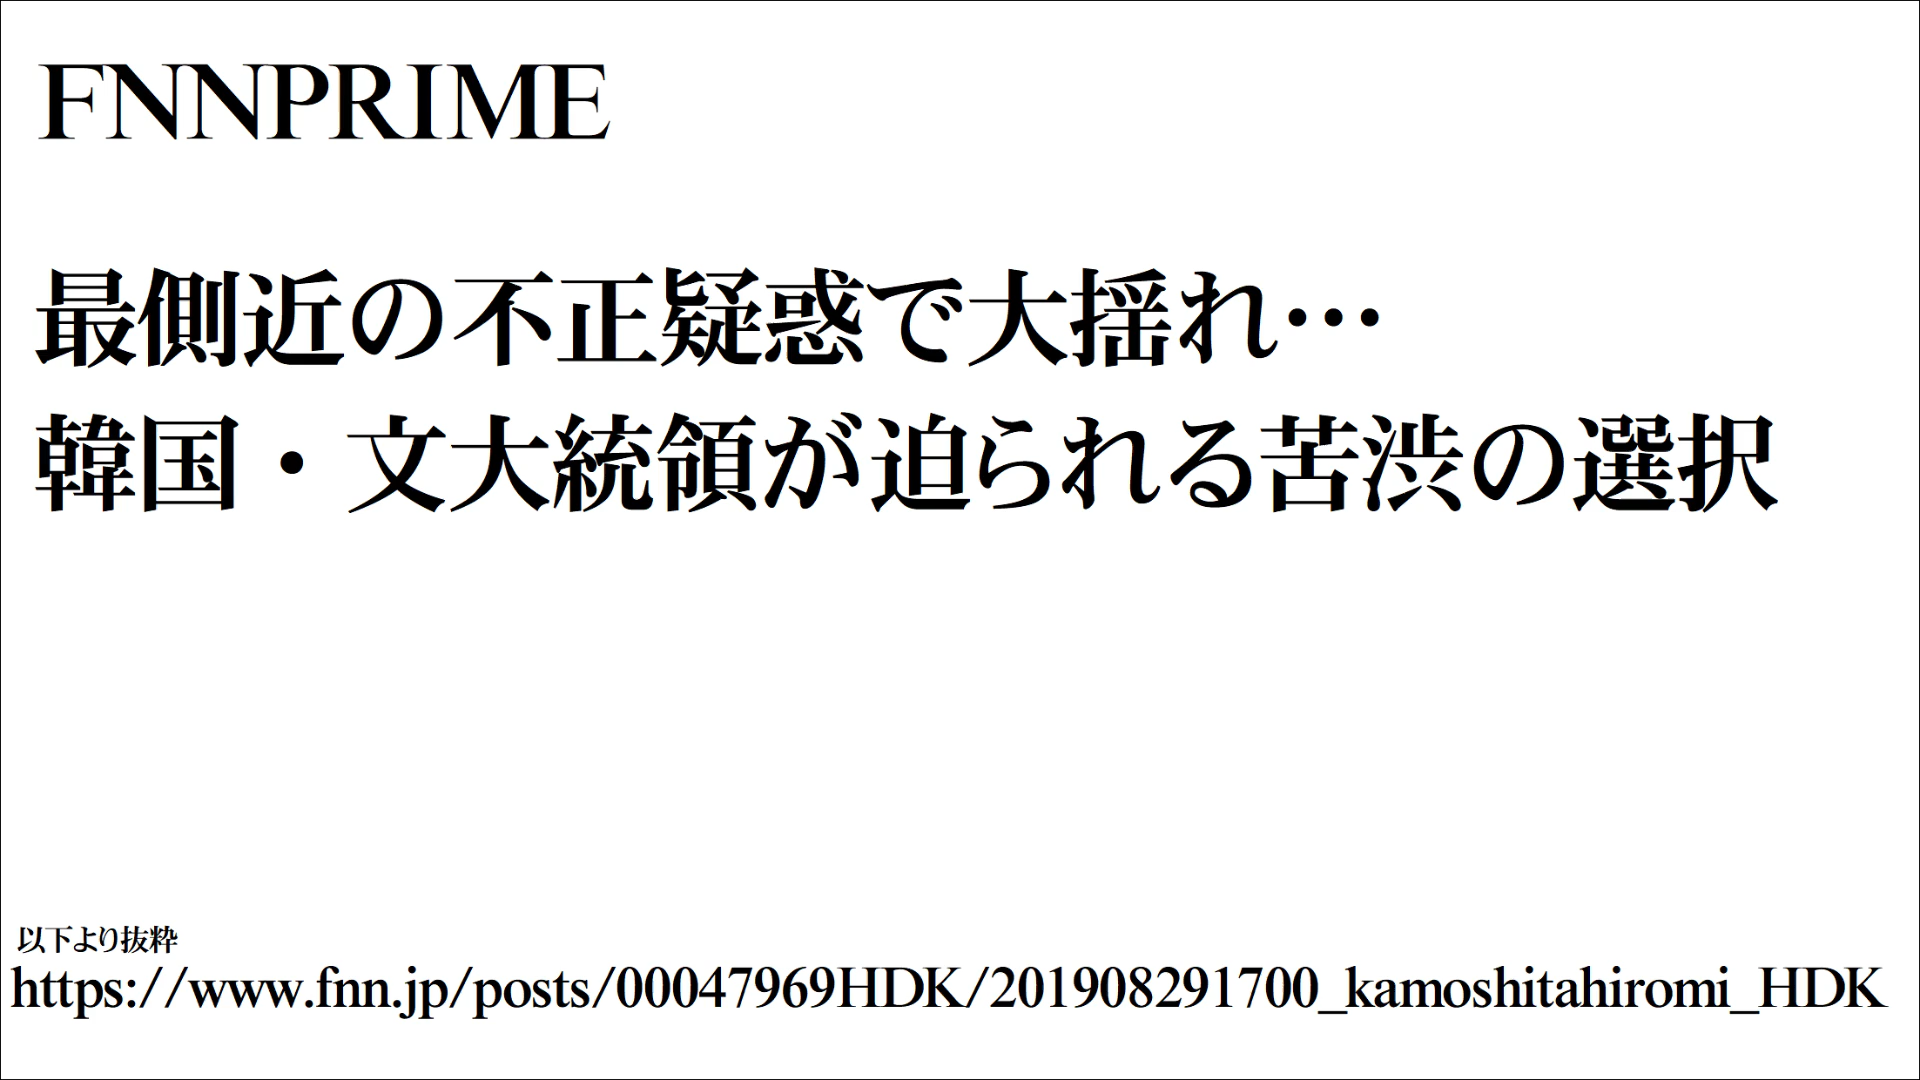 FNNPRIME
最側近の不正疑惑で大揺れ…
韓国・文大統領が迫られる苦渋の選択
以下より抜粋
https://www.fnn.jp/posts/00047969HDK/201908291700_kamoshitahiromi_HDK